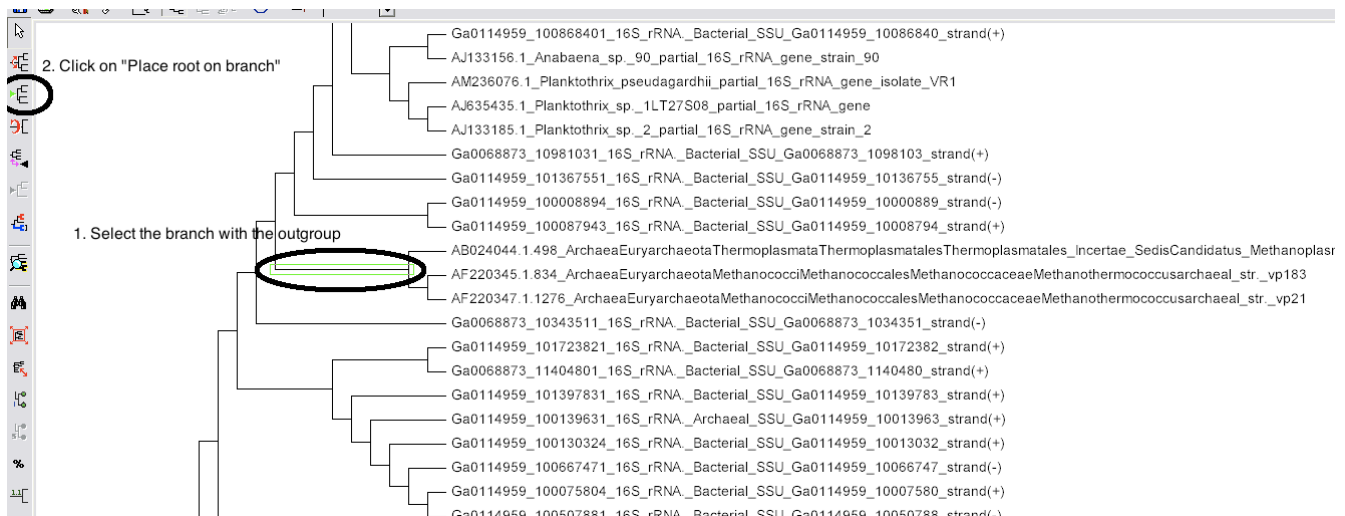 Ga0114959_100868401_16S_rRNA._Bacterial_SSU_Ga0114959_10086840_strand(+)
AJ133156.1_Anabaena_sp._90_partial_16S_rRNA_gene_strain_90
2. Click on "Place root on branch"
AM236076.1_Planktothrix_pseudagardhii_partial_16S_rRNA_gene_isolate_VR1
AJ635435.1_Planktothrix_sp._1LT27S08_partial_16S_rRNA_gene
AJ133185.1_Planktothrix_sp._2_partial_16S_rRNA_gene_strain_2
Ga0068873_10981031_16S_rRNA._Bacterial_SSU_Ga0068873_1098103_strand(+)
Ga0114959_101367551_16S_rRNA._Bacterial_SSU_Ga0114959_10136755_strand(-)
Ga0114959_100008894_16S_rRNA._Bacterial_SSU_Ga0114959_10000889_strand(-)
Ga0114959_100087943_16S_rRNA._Bacterial_SSU_Ga0114959_10008794_strand(+)
1. Select the branch with the outgroup
AB024044.1.498_ArchaeaEuryarchaeotaThermoplasmataThermoplasmatalesThermoplasmatales_Incertae_SedisCandidatus_Methanoplasr
AF220345.1.834_ArchaeaEuryarchaeotaMethanococciMethanococcalesMethanococcaceaeMethanothermococcusarchaeal_str._vp183
AF220347.1.1276_ArchaeaEuryarchaeotaMethanococciMethanococcalesMethanococcaceaeMethanothermococcusarchaeal_str._vp21
Ga0068873_10343511_16S_rRNA._Bacterial_SSU_Ga0068873_1034351_strand(-)
Ga0114959_101723821_16S_rRNA._Bacterial_SSU_Ga0114959_10172382_strand(+)
Ga0068873_11404801_16S_rRNA._Bacterial_SSU_Ga0068873_1140480_strand(+)
Ga0114959_101397831_16S_rRNA._Bacterial_SSU_Ga0114959_10139783_strand(+)
Ga0114959_100139631_16S_rRNA._Archaeal_SSU_Ga0114959_10013963_strand(+)
Ga0114959_100130324_16S_rRNA._Bacterial_SSU_Ga0114959_10013032_strand(+)
%
Ga0114959_100667471_16S_rRNA._Bacterial_SSU_Ga0114959_10066747_strand(-)
Ga0114959_100075804_16S_rRNA._Bacterial_SSU_Ga0114959_10007580_strand(+)
Ga0114959_100507881_16S_rRNA._Bacterial_SSU_Ga0114959_10050788_strand(-)